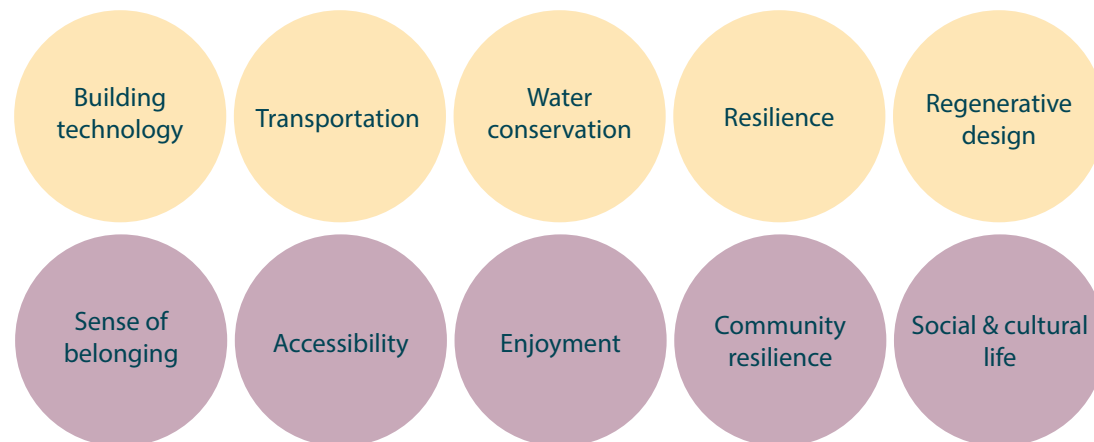 Building
technology
Transportation
Water
conservation
Resilience
Regenerative
design
Sense of
belonging
Accessibility
Enjoyment
Community
resilience
Social & cultural
life